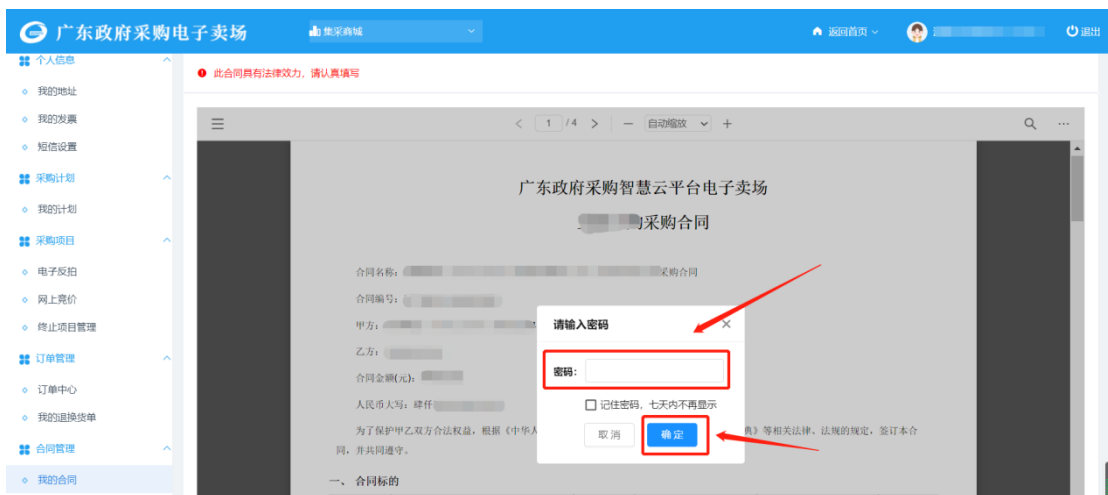 广东政府采购电子卖场
集采商城
返回首页
退出
个人信息
我的地址
我的发票
短信设置
采购计划
我的计划
采购项目
电子反拍
网上竞价
终止项目管理
订单管理
订单中心
我的退换货单
合同管理
我的合同
此合同具有法律效力，请认真填写
1 / 4
自动缩放
广东政府采购智慧云平台电子卖场
采购合同
合同名称： 采购合同
合同编号：
甲方：
乙方：
合同金额(元)：
人民币大写：肆仟
为了保护甲乙双方合法权益，根据《中华人 典》等相关法律、法规的规定，签订本合
同，并共同遵守。
一、 合同标的
请输入密码
密码：
记住密码，七天内不再显示
取消
确定